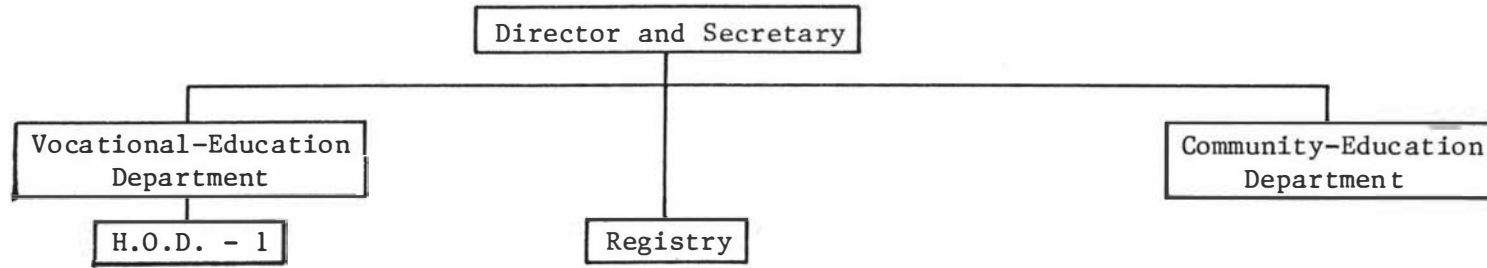 Director and Secretary
Vocational-Education
Department
Community-Education
Department
H.O.D. - 1
Registry